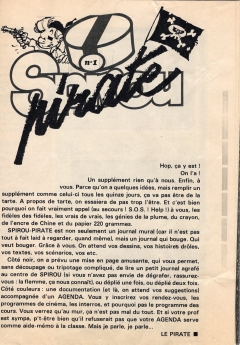 n°1
Spirou
pirate
Hop, ça y est !
On l'a !
Un supplément rien qu'à nous. Enfin, à
vous. Parce qu'on a quelques idées, mais remplir un
supplément comme celui-ci tous les quinze jours, ça va pas être de la
tarte. A propos de tarte, on essaiera de pas trop l'être. Et c'est bien
pourquoi on fait vraiment appel (au secours ! S.O.S. ! Help !) à vous, les
fidèles des fidèles, les vrais de vrais, les génies de la plume, du crayon,
de l'encre de Chine et du papier 220 grammes.
SPIROU-PIRATE est non seulement un journal mural (car il n'est pas
tout à fait laid à regarder, quand même), mais un journal qui bouge. Qui
veut bouger. Grâce à vous. On attend vos dessins, vos histoires drôles,
vos textes, vos scénarios, vos etc.
Côté noir, on a prévu une mise en page amusante, qui vous permet,
sans découpage ou triptypage compliqué, de lire un petit journal agrafé
au centre de SPIROU (si vous n'avez pas envie de dégrafer, rassurez-
vous : la flemme, ça nous connaît), ou déplié une fois, ou déplié deux fois.
Côté couleurs : une documentation (et là, on attend vos suggestions)
accompagnée d'un AGENDA. Vous y inscrirez vos rendez-vous, les
programmes de cinéma, les interros, et pourquoi pas le programme des
cours. Vous verrez qu'au mur, ça n'est pas mal du tout. Et si votre prof
est sympa, p't-être bien qu'il refuserait pas que votre AGENDA serve
comme aide-mémo à la classe. Mais je parle, je parle...
LE PIRATE